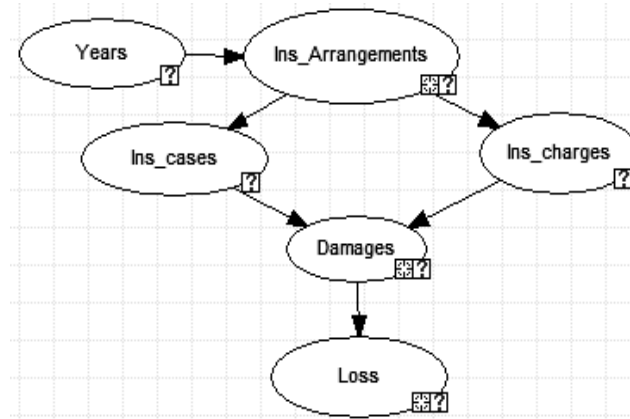 Years
Ins_Arrangements
?
?
Ins_cases
Ins_charges
?
?
Damages
?
Loss
?